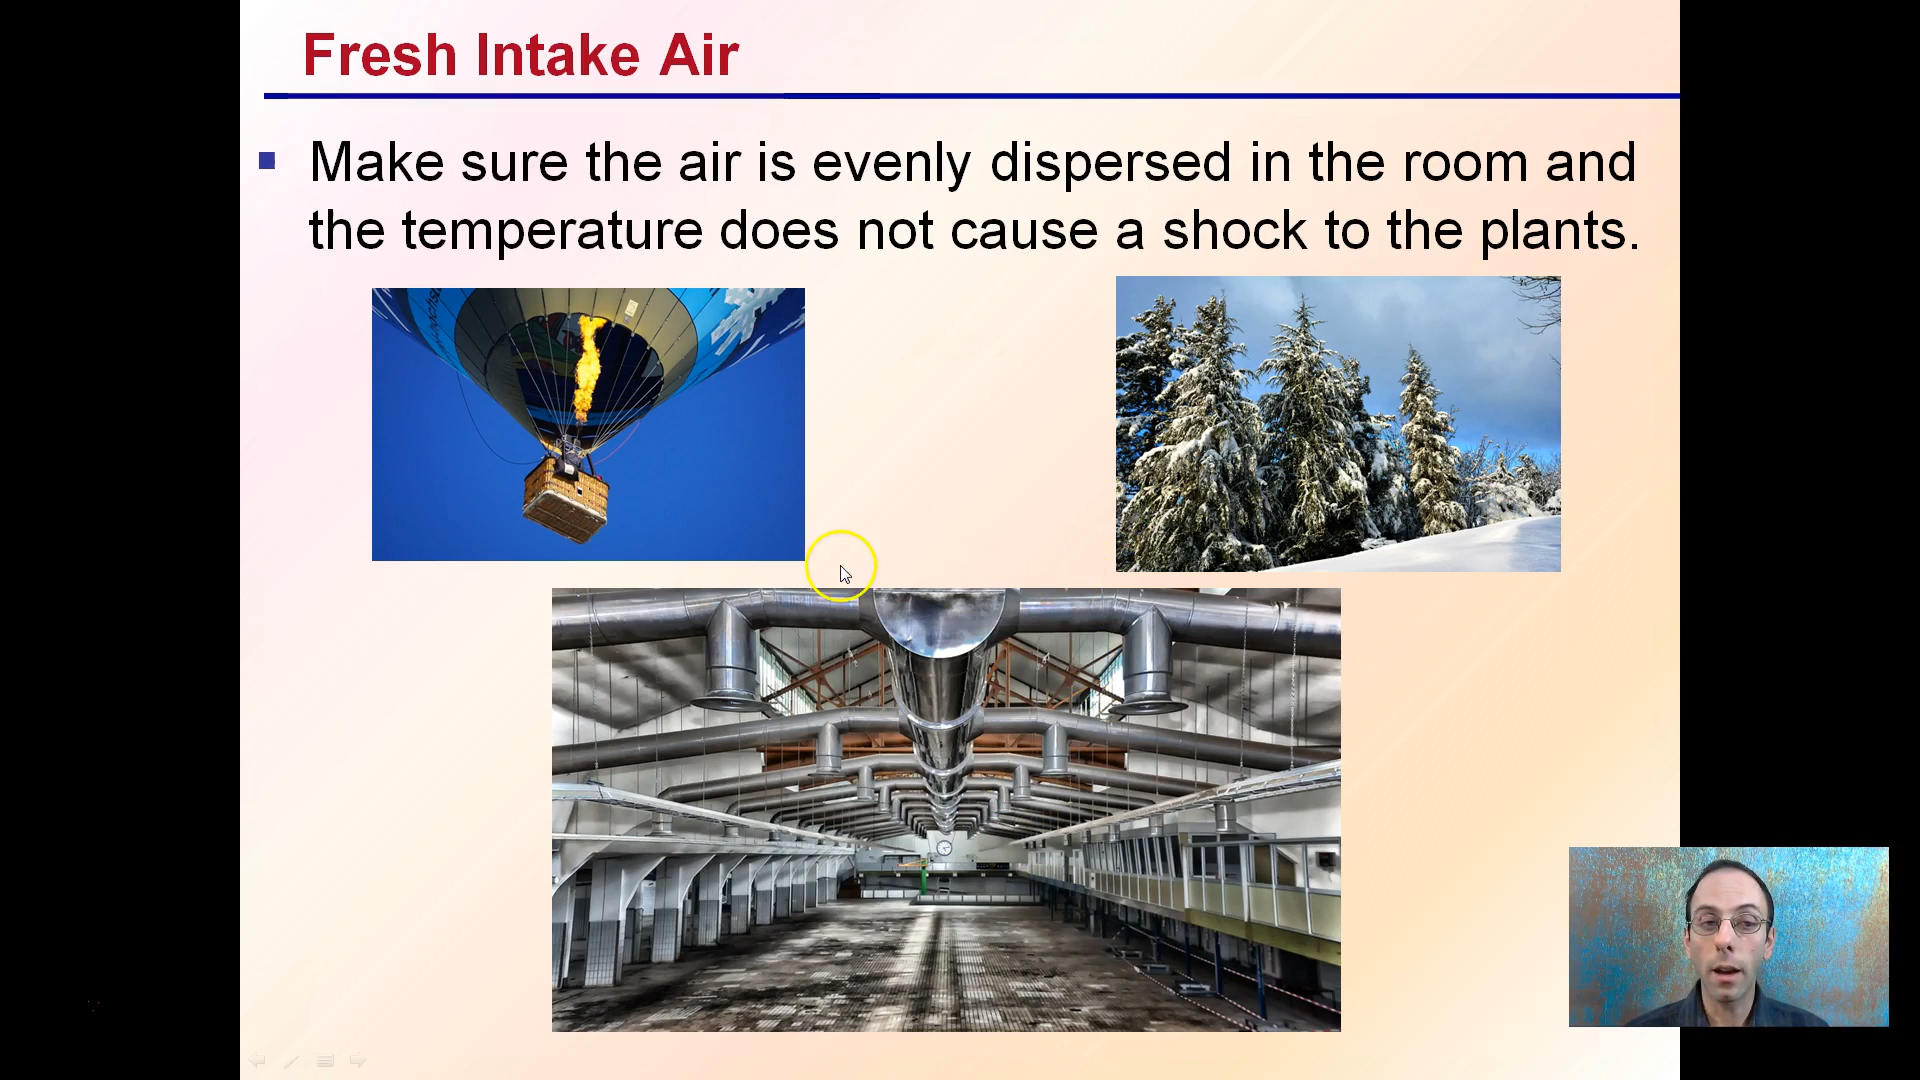 Fresh Intake Air
Make sure the air is evenly dispersed in the room and
the temperature does not cause a shock to the plants.